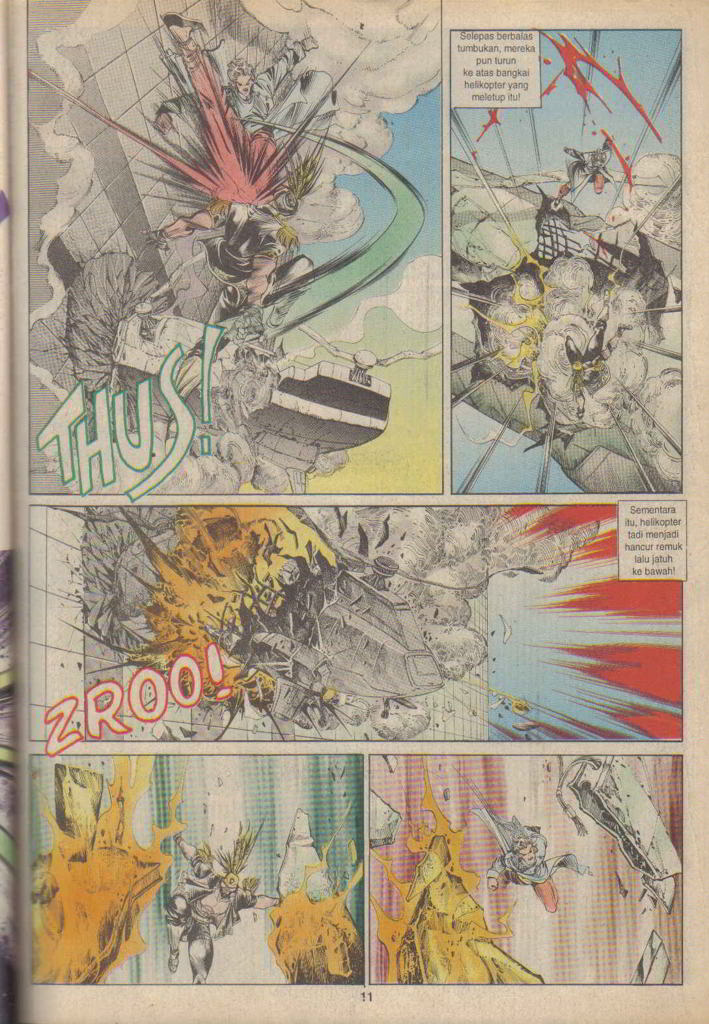 THUS!
Selepas berbalas
tumbukan, mereka
pun turun
ke atas bangkai
helikopter yang
meletup itu!
Sementara
itu, helikopter
tadi menjadi
hancur remuk
lalu jatuh
ke bawah!
ZROO!
11